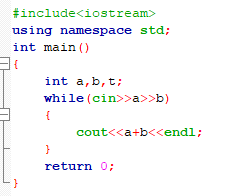 #include<iostream>
using namespace std;
int main()
{
int a,b,t;
while(cin>>a>>b)
{
cout<<a+b<<endl;
}
return 0;
}